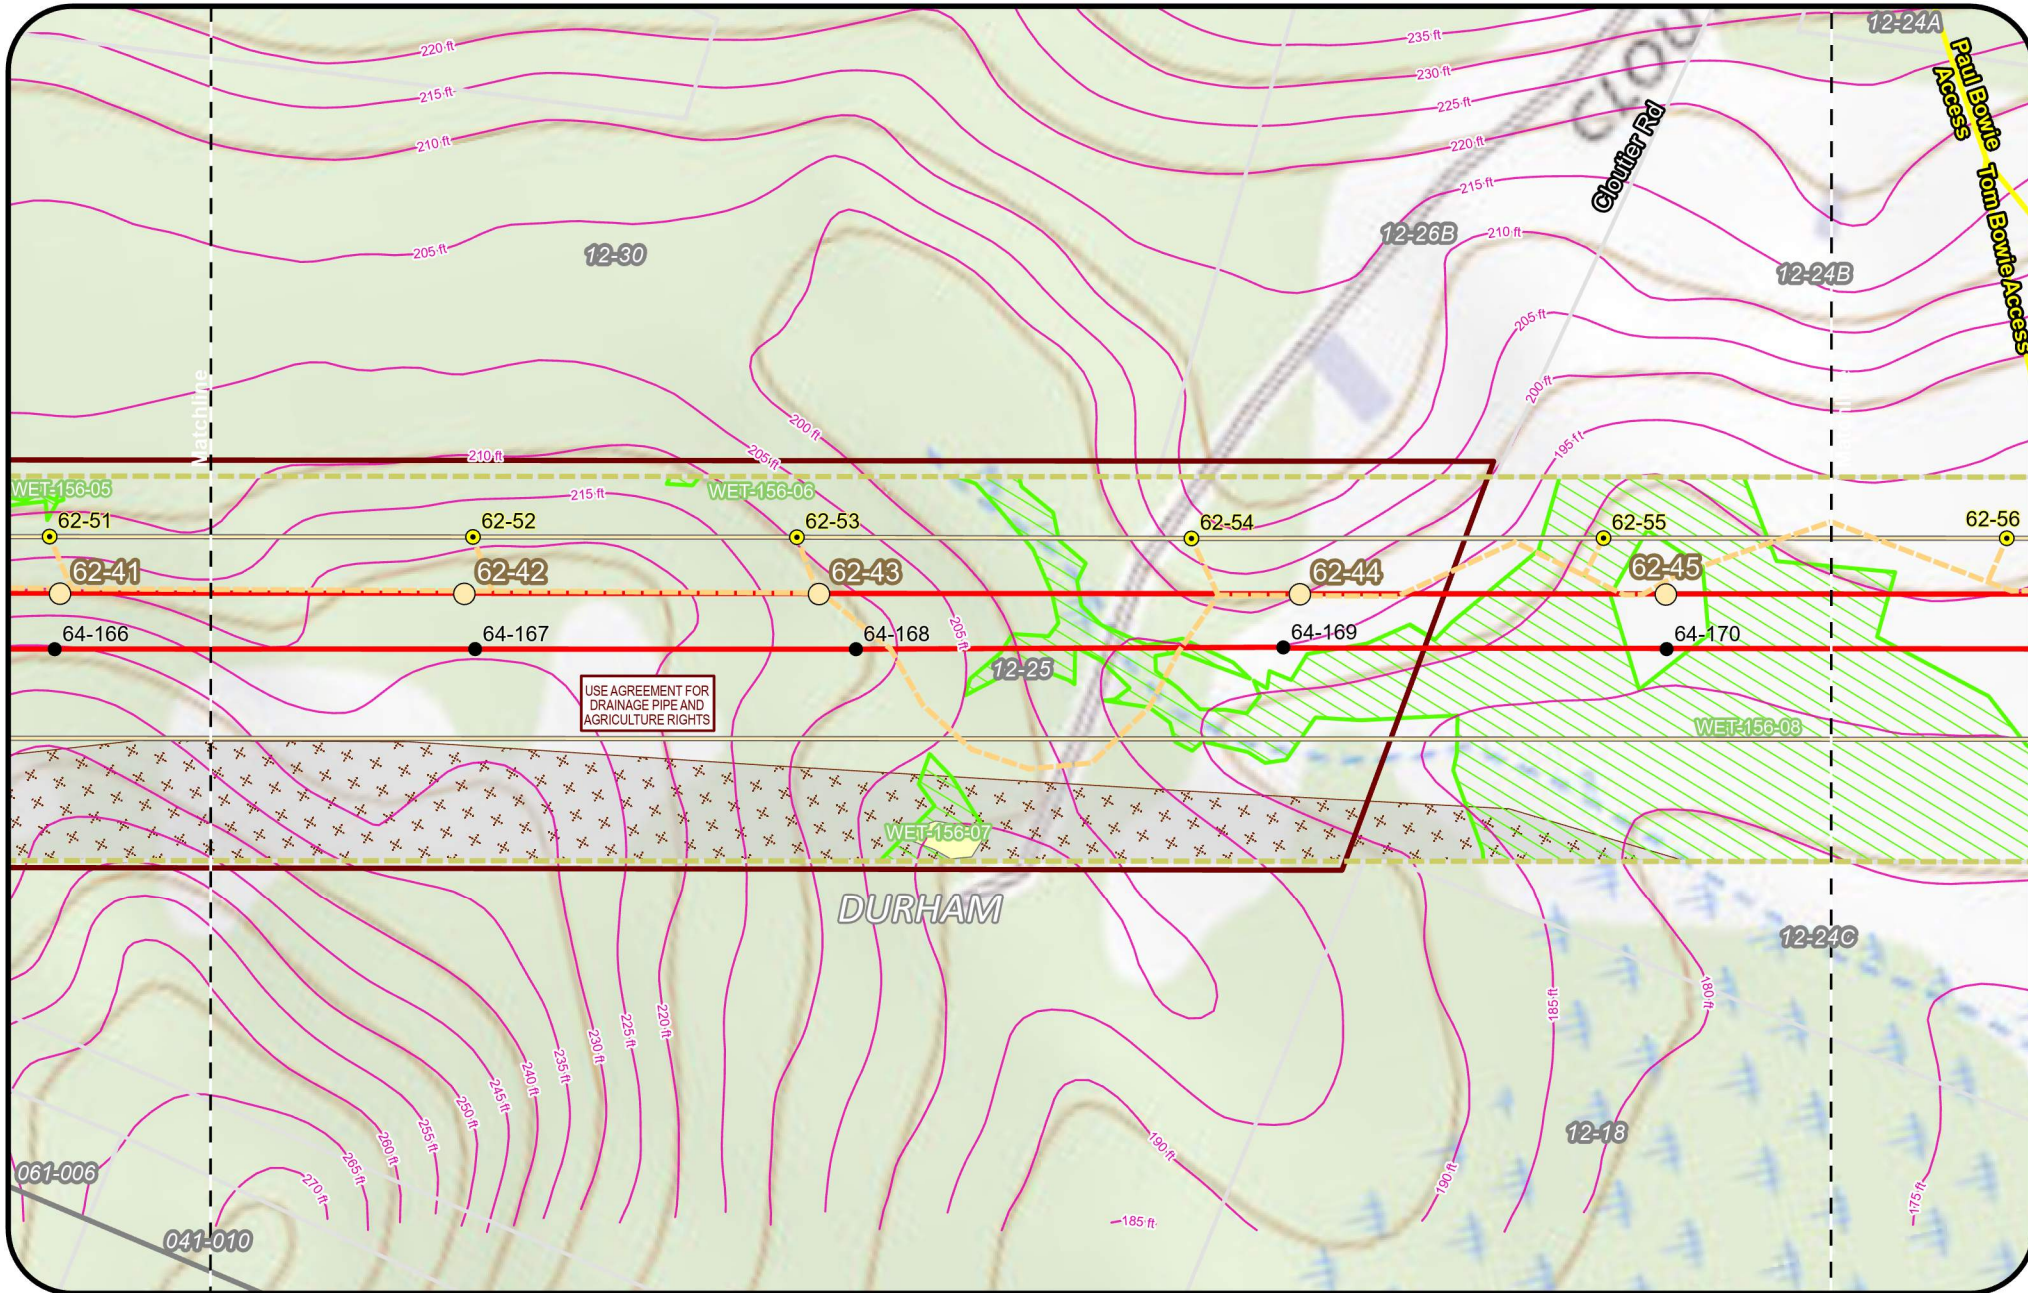 12-24A
235 ft
CLOU
220 ft
230 ft
Paul Bowie
Access
215 ft
225 ft
210 ft
220 ft
Cloutier Rd
215 ft
Tom Bowie Access
205 ft
12-30
12-26B
210 ft
12-24B
205 ft
200 ft
Matchline
200 ft
195 ft
210 ft
205 ft
WET-156-05
215 ft
WET-156-06
62-51
62-52
62-53
62-54
62-55
62-56
62-41
62-42
62-43
62-44
62-45
64-166
64-167
64-168
205 ft
64-169
64-170
12-25
USE AGREEMENT FOR
DRAINAGE PIPE AND
AGRICULTURE RIGHTS
WET-156-08
WET-156-07
DURHAM
12-24C
180 ft
185 ft
220 ft
225 ft
230 ft
235 ft
240 ft
245 ft
250 ft
255 ft
260 ft
265 ft
270 ft
190 ft
12-18
190 ft
175 ft
185 ft
061-006
041-010